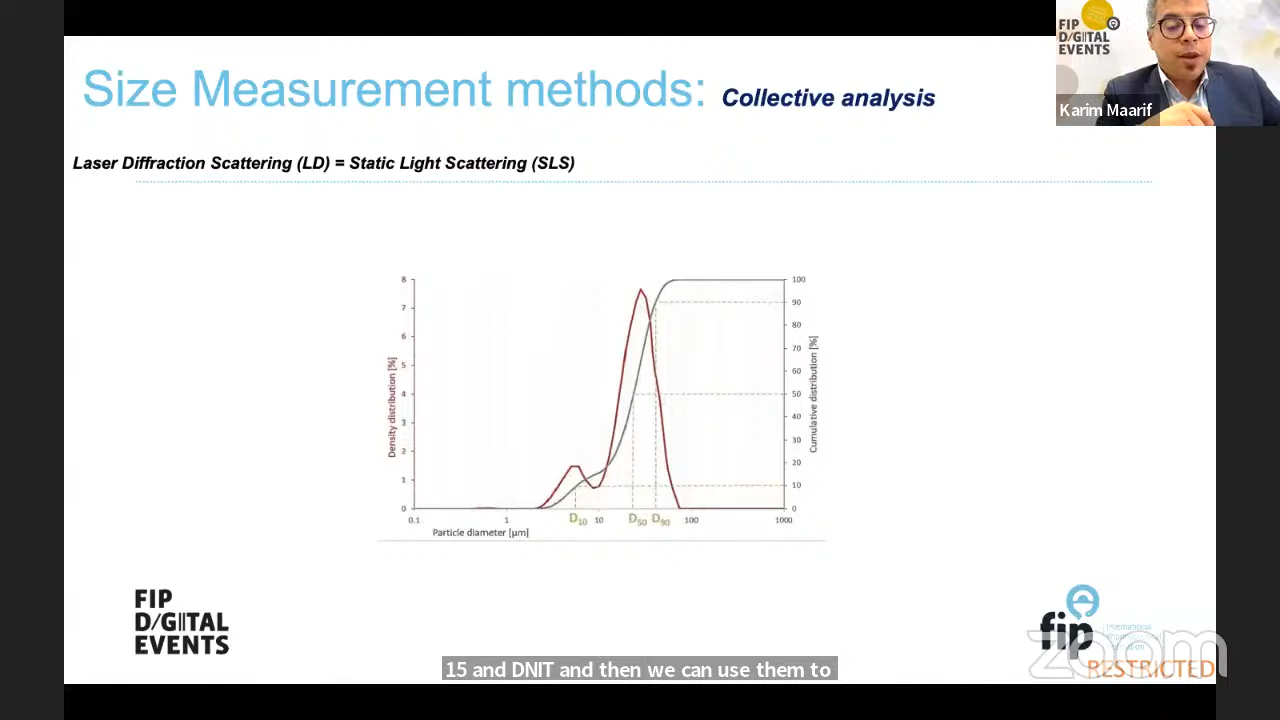 Size Measurement methods: Collective analysis
FIP
D/GITAL
EVENTS
Karim Maarif
Laser Diffraction Scattering (LD) = Static Light Scattering (SLS)
8
7
6
5
4
3
2
1
0
Density distribution [%]
100
90
80
70
60
50
40
30
20
10
0
Cumulative distribution [%]
0.1 1 D10 10 D50 D90 100 1000
Particle diameter [µm]
FIP
D/GITAL
EVENTS
fip
International
Pharmaceutical
Federation
zoom
RESTRICTED
15 and DNIT and then we can use them to